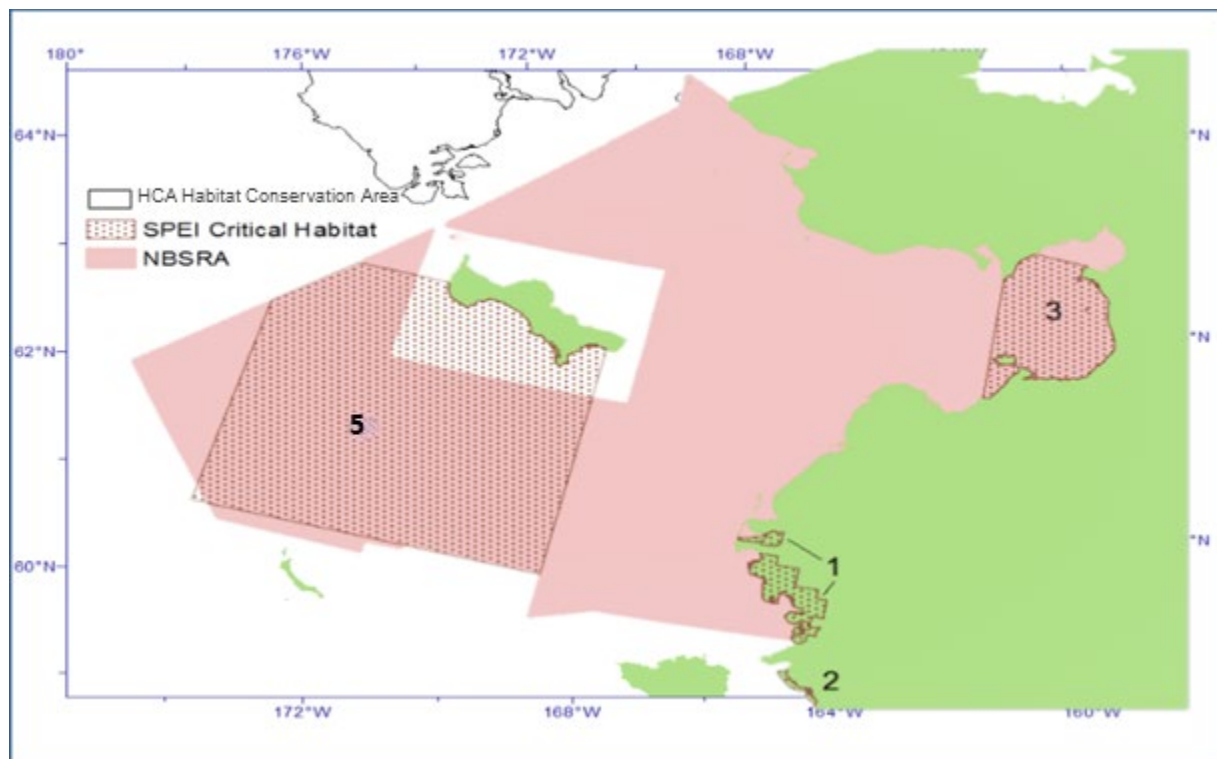 180° 176°W 172°W 168°W
64°N °N
HCA Habitat Conservation Area
SPEI Critical Habitat
NBSRA
3
62°N °N
5
°N
60°N
1
2
172°W 168°W 164°W 160°W